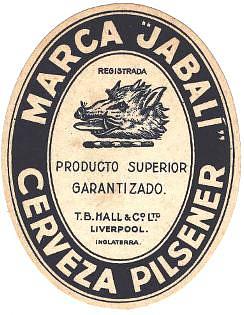 MARCA "JABALI"
REGISTRADA
PRODUCTO SUPERIOR
GARANTIZADO.
T.B. HALL & Cº LTD
LIVERPOOL.
INGLATERRA.
CERVEZA PILSENER